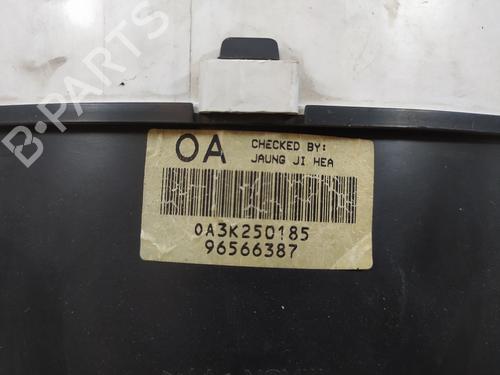 B-PARTS
OA
CHECKED BY:
JAUNG JI HEA
0A3K250185
96566387